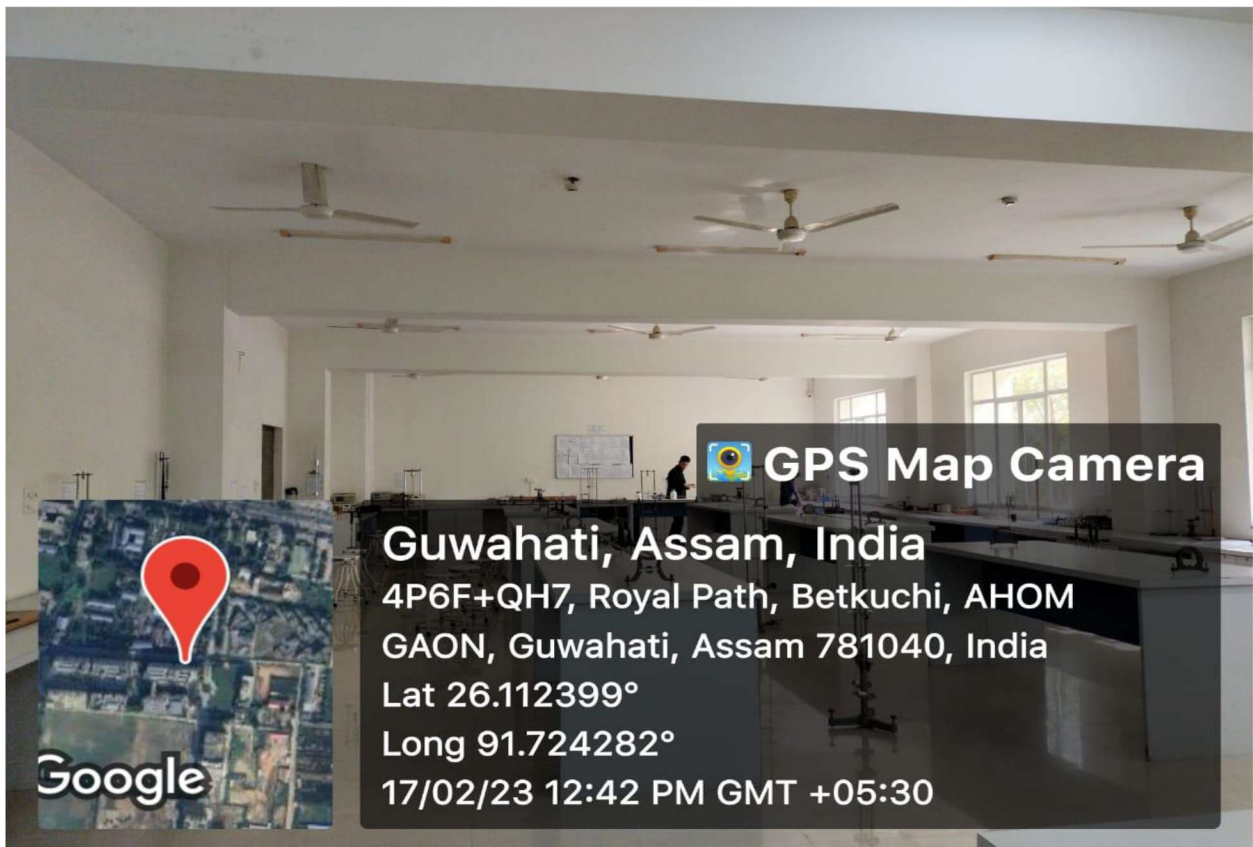 GPS Map Camera
Guwahati, Assam, India
4P6F+QH7, Royal Path, Betkuchi, AHOM
GAON, Guwahati, Assam 781040, India
Lat 26.112399°
Long 91.724282°
17/02/23 12:42 PM GMT +05:30
Google